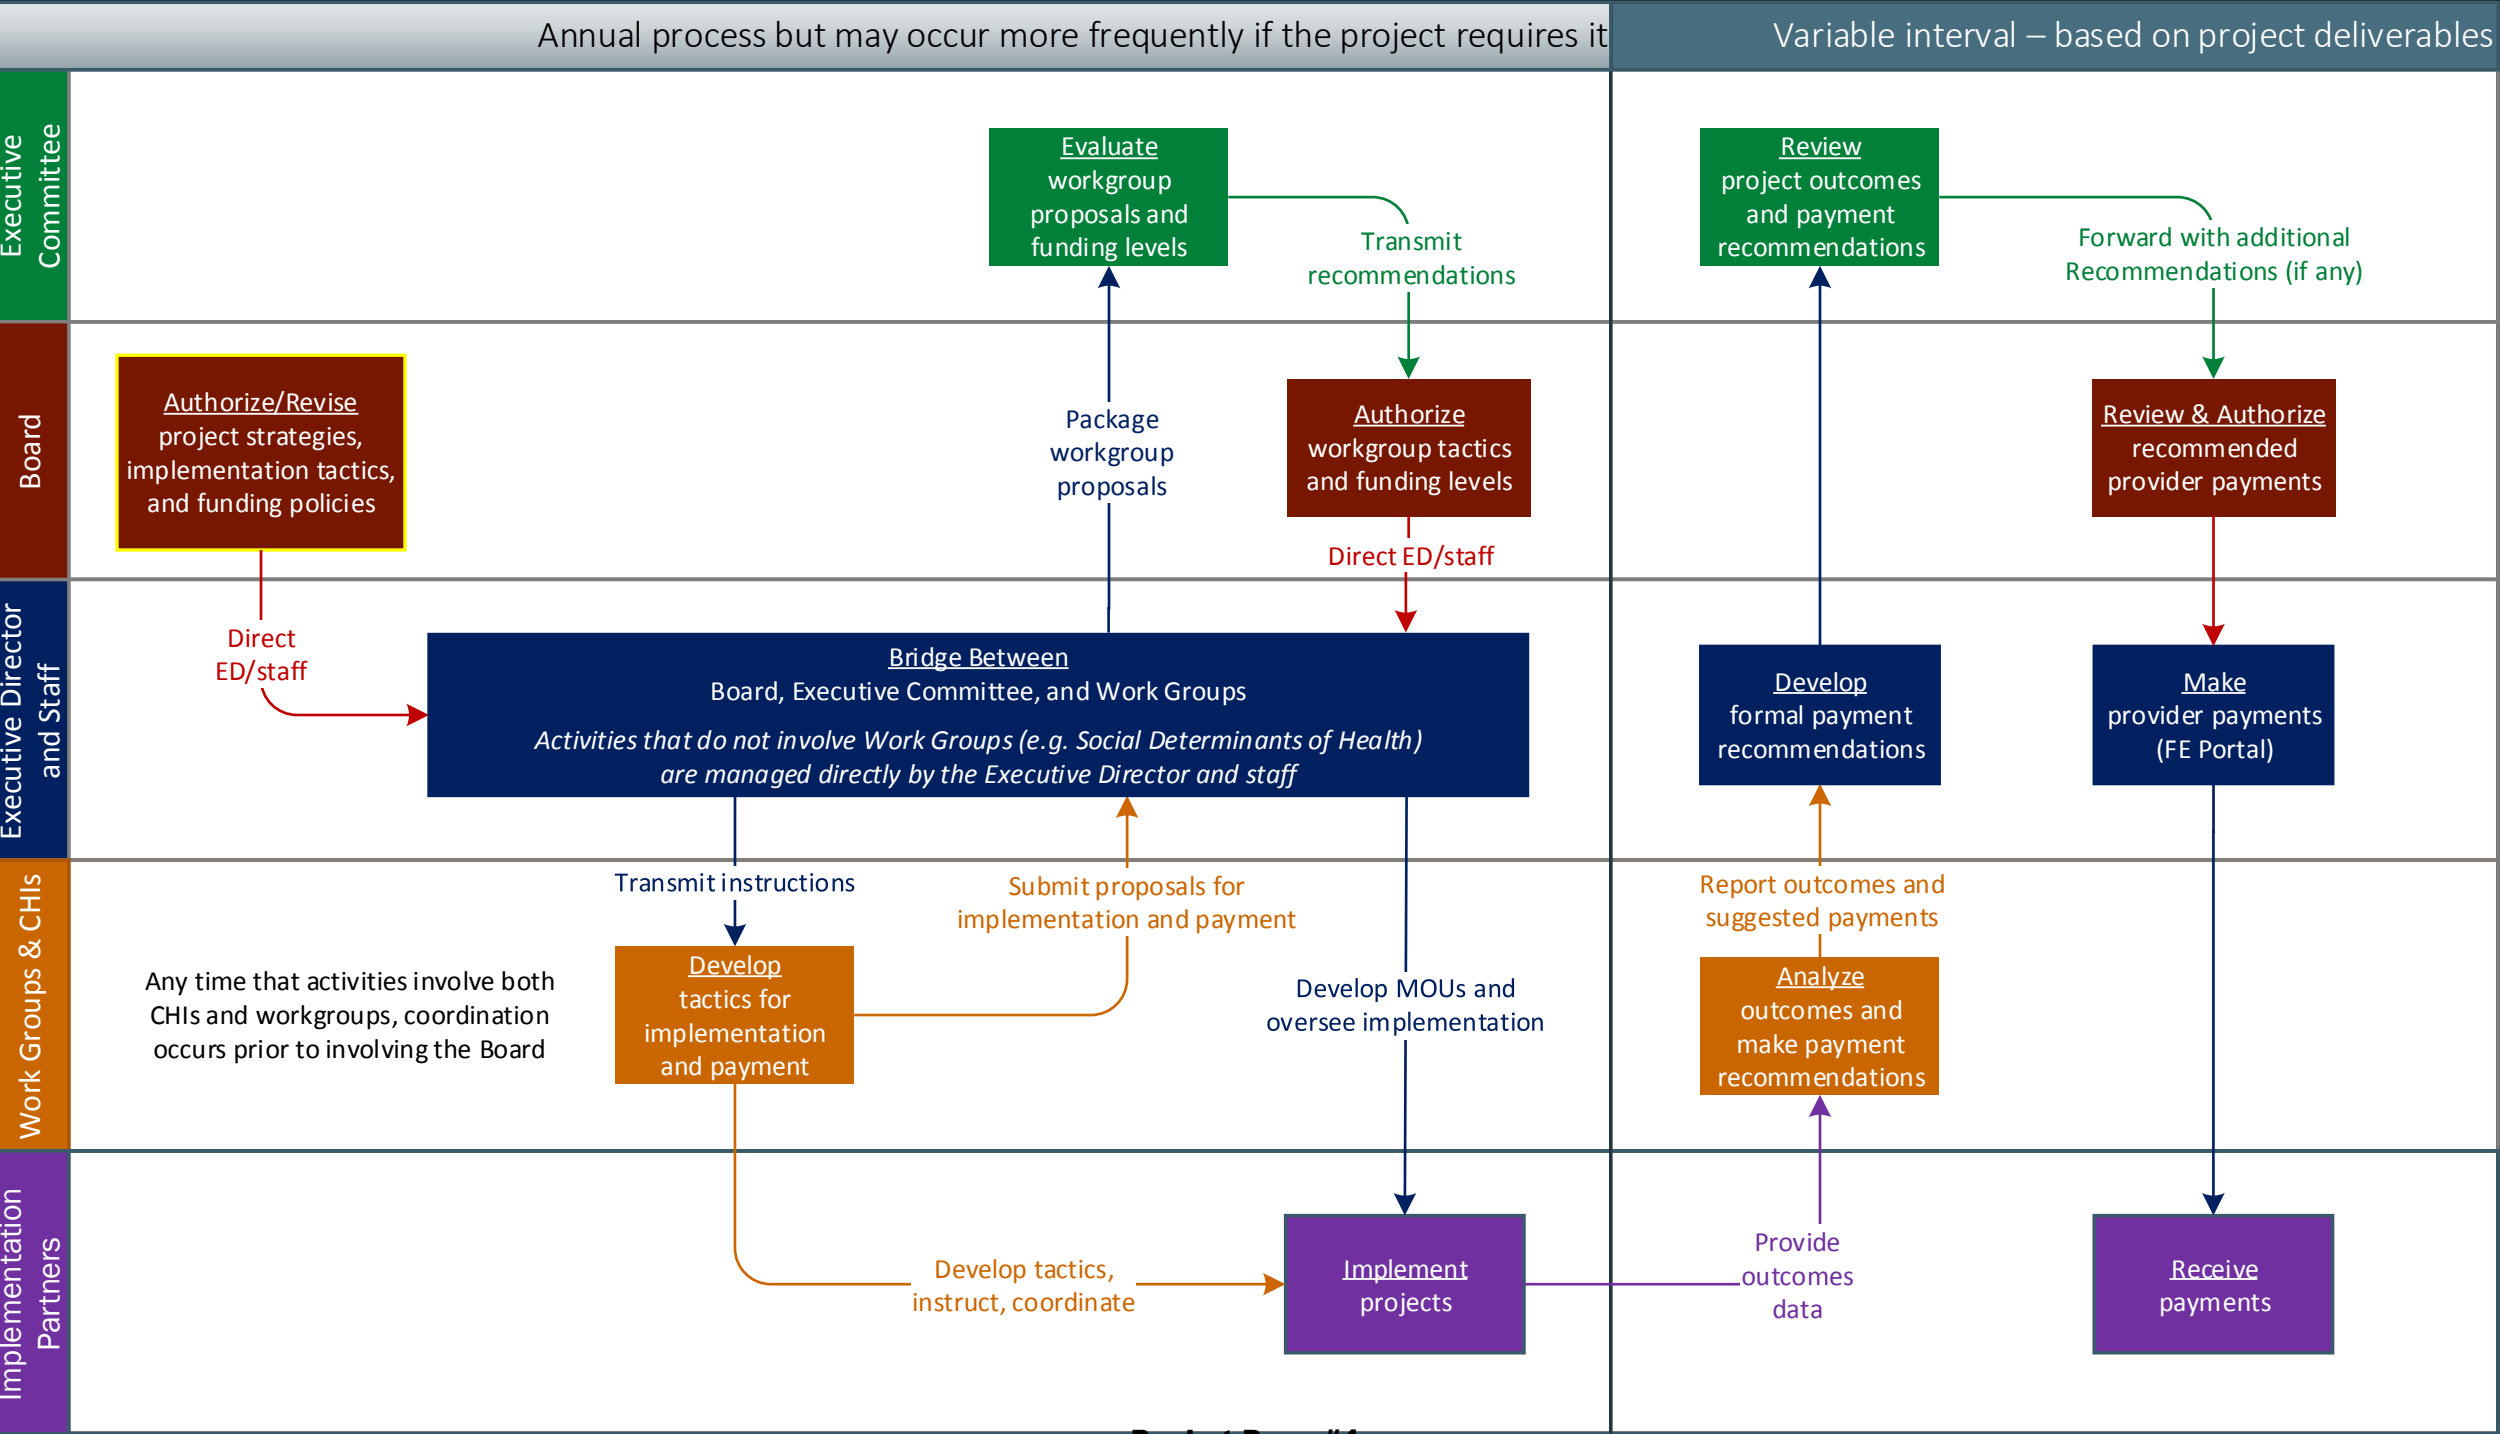 Annual process but may occur more frequently if the project requires it
Variable interval – based on project deliverables
Executive
Committee
Evaluate
workgroup
proposals and
funding levels
Transmit
recommendations
Review
project outcomes
and payment
recommendations
Forward with additional
Recommendations (if any)
Board
Authorize/Revise
project strategies,
implementation tactics,
and funding policies
Package
workgroup
proposals
Authorize
workgroup tactics
and funding levels
Direct ED/staff
Review & Authorize
recommended
provider payments
Executive Director
and Staff
Direct
ED/staff
Bridge Between
Board, Executive Committee, and Work Groups
Activities that do not involve Work Groups (e.g. Social Determinants of Health)
are managed directly by the Executive Director and staff
Develop
formal payment
recommendations
Make
provider payments
(FE Portal)
Work Groups & CHIs
Transmit instructions
Submit proposals for
implementation and payment
Report outcomes and
suggested payments
Any time that activities involve both
CHIs and workgroups, coordination
occurs prior to involving the Board
Develop
tactics for
implementation
and payment
Develop MOUs and
oversee implementation
Analyze
outcomes and
make payment
recommendations
Implementation
Partners
Develop tactics,
instruct, coordinate
Implement
projects
Provide
outcomes
data
Receive
payments